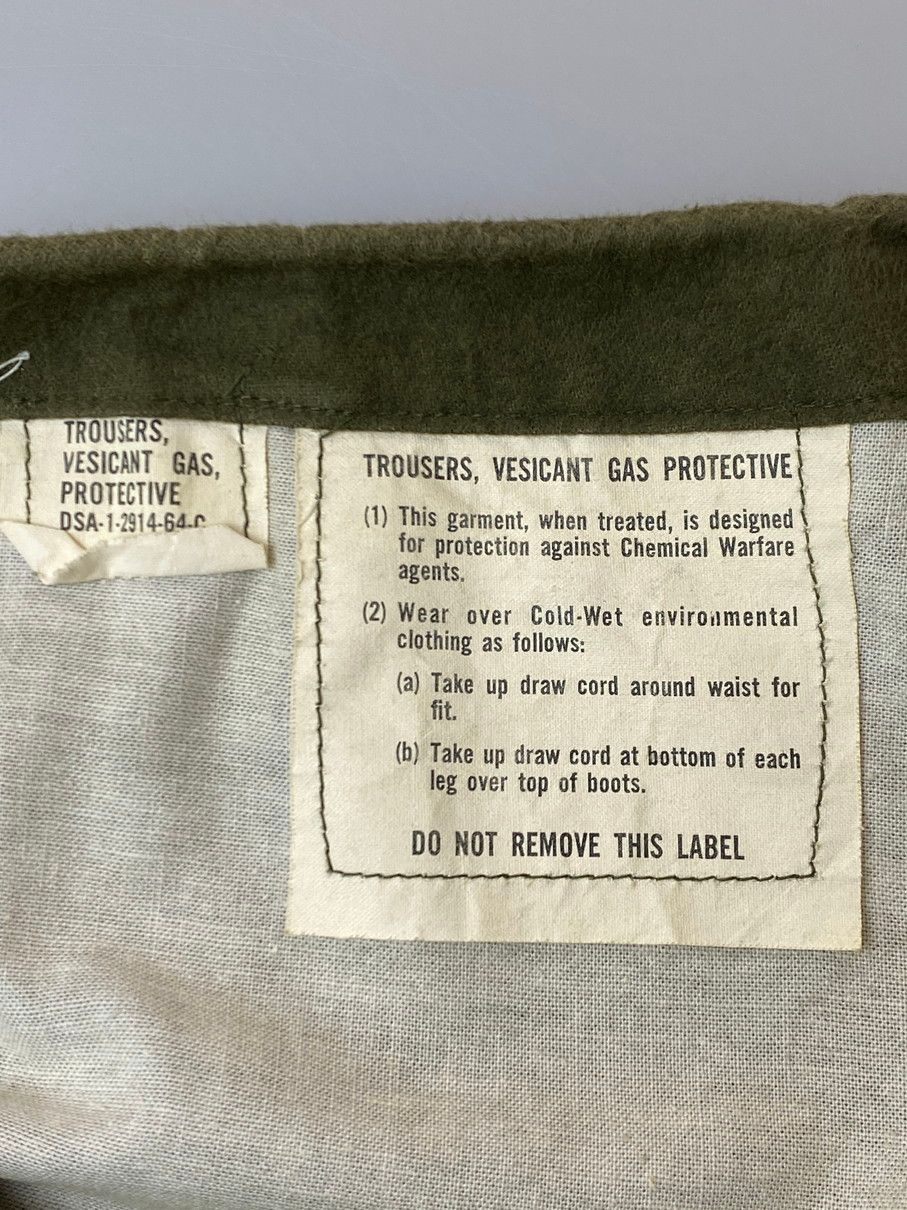 TROUSERS,
VESICANT GAS,
PROTECTIVE
DSA-1-2914-64-C
TROUSERS, VESICANT GAS PROTECTIVE
(1) This garment, when treated, is designed
for protection against Chemical Warfare
agents.
(2) Wear over Cold-Wet environmental
clothing as follows:
(a) Take up draw cord around waist for
fit.
(b) Take up draw cord at bottom of each
leg over top of boots.
DO NOT REMOVE THIS LABEL